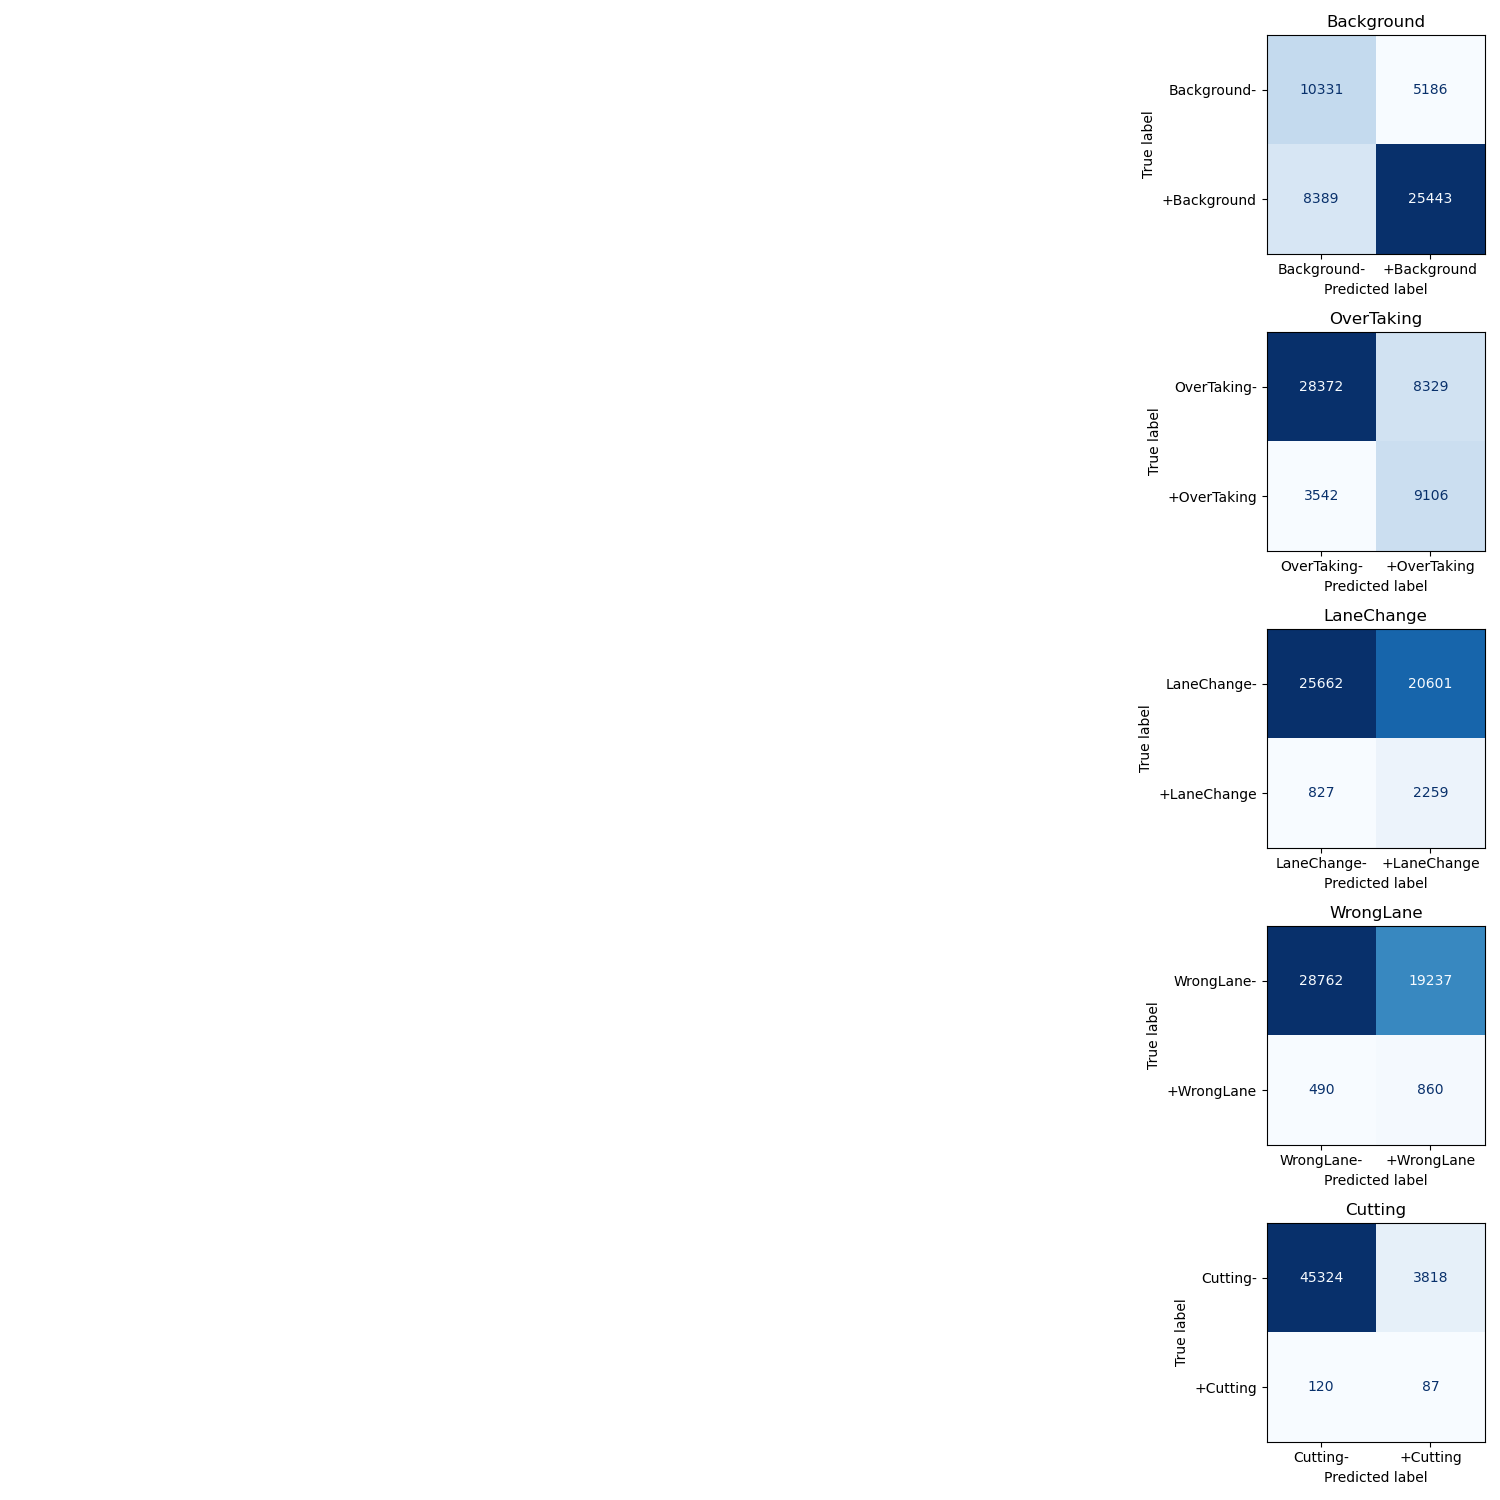 Background
Background-
10331
5186
True label
+Background
8389
25443
Background-
+Background
Predicted label
OverTaking
OverTaking-
28372
8329
True label
+OverTaking
3542
9106
OverTaking-
+OverTaking
Predicted label
LaneChange
LaneChange-
25662
20601
True label
+LaneChange
827
2259
LaneChange-
+LaneChange
Predicted label
WrongLane
WrongLane-
28762
19237
True label
+WrongLane
490
860
WrongLane-
+WrongLane
Predicted label
Cutting
Cutting-
45324
3818
True label
+Cutting
120
87
Cutting-
+Cutting
Predicted label